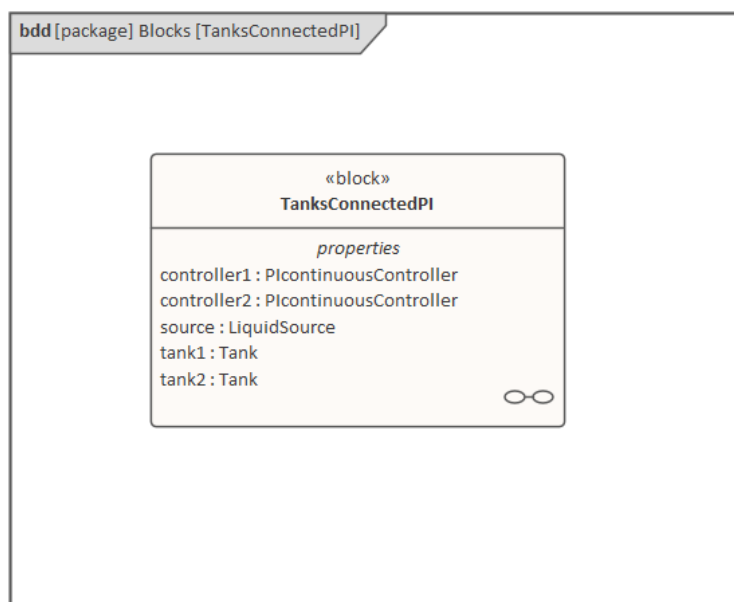 bdd [package] Blocks [TanksConnectedPI]
«block»
TanksConnectedPI
properties
controller1 : PIcontinuousController
controller2 : PIcontinuousController
source : LiquidSource
tank1 : Tank
tank2 : Tank